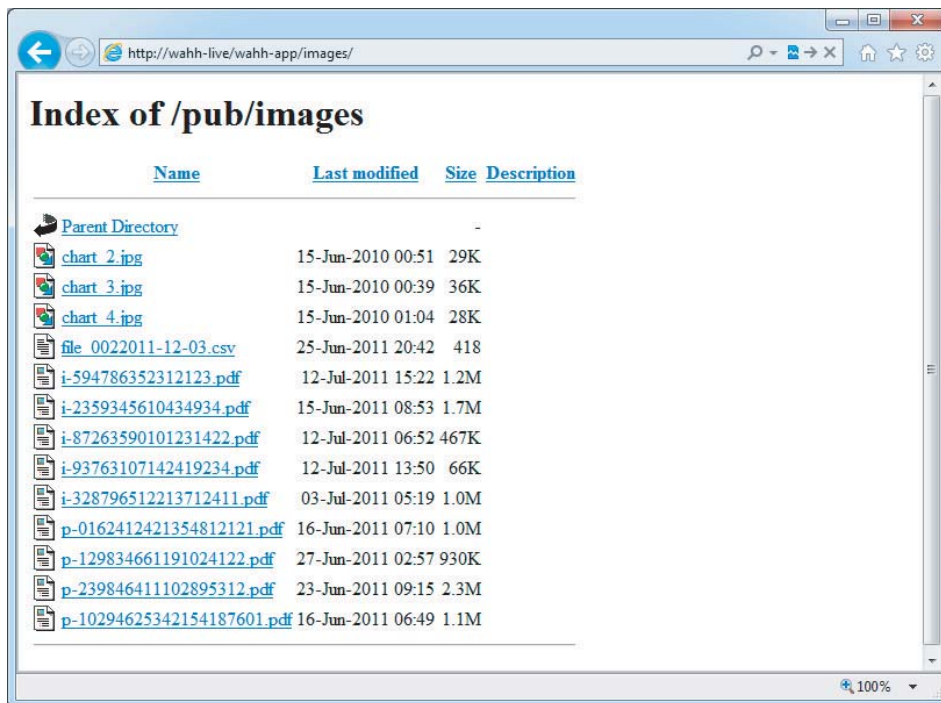 http://wahh-live/wahh-app/images/
Index of /pub/images
Name Last modified Size Description
Parent Directory -
chart_2.jpg 15-Jun-2010 00:51 29K
chart_3.jpg 15-Jun-2010 00:39 36K
chart_4.jpg 15-Jun-2010 01:04 28K
file_0022011-12-03.csv 25-Jun-2011 20:42 418
i-594786352312123.pdf 12-Jul-2011 15:22 1.2M
i-2359345610434934.pdf 15-Jun-2011 08:53 1.7M
i-87263590101231422.pdf 12-Jul-2011 06:52 467K
i-93763107142419234.pdf 12-Jul-2011 13:50 66K
i-328796512213712411.pdf 03-Jul-2011 05:19 1.0M
p-0162412421354812121.pdf 16-Jun-2011 07:10 1.0M
p-129834661191024122.pdf 27-Jun-2011 02:57 930K
p-239846411102895312.pdf 23-Jun-2011 09:15 2.3M
p-10294625342154187601.pdf 16-Jun-2011 06:49 1.1M
100%